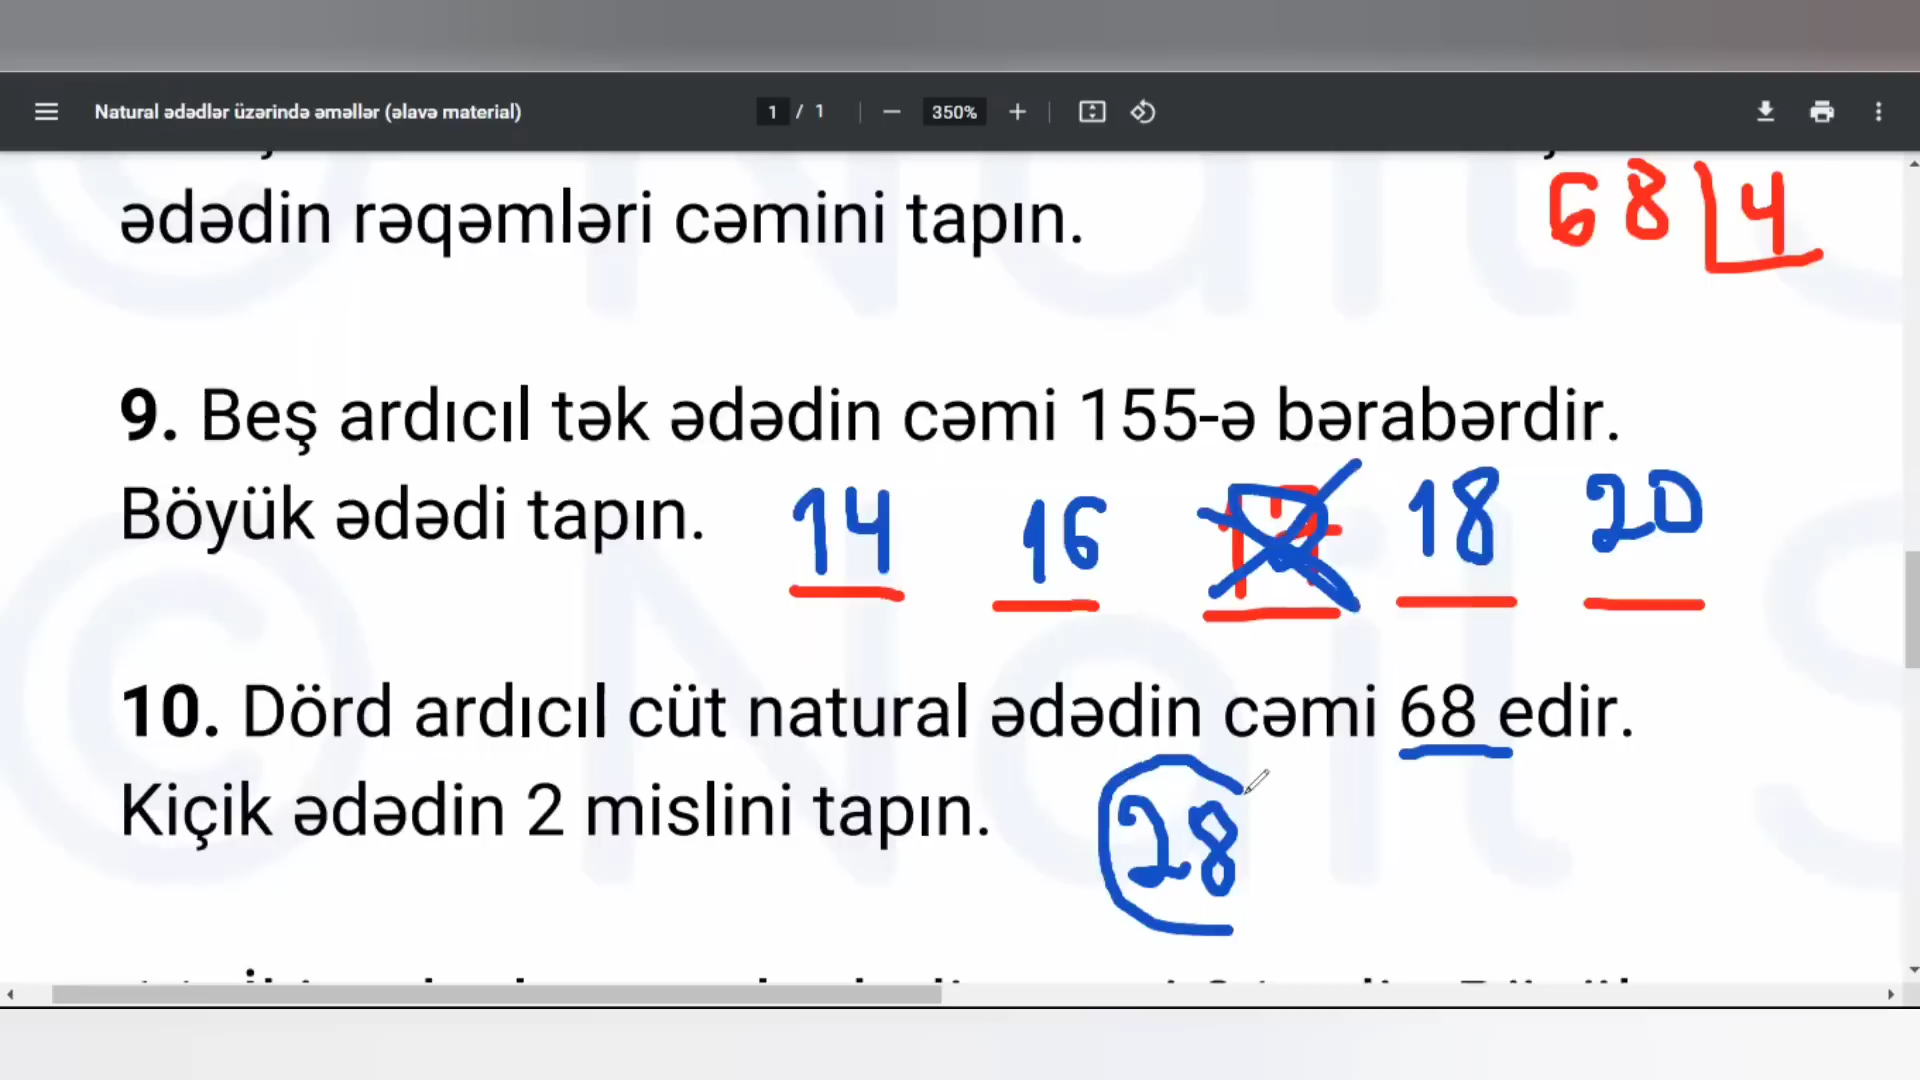 Natural ədədlər üzərində əməllər (əlavə material)
1 / 1
350%
ədədin rəqəmləri cəmini tapın.
68 4
9. Beş ardıcıl tək ədədin cəmi 155-ə bərabərdir.
Böyük ədədi tapın.
14 16 17 18 20
10. Dörd ardıcıl cüt natural ədədin cəmi 68 edir.
Kiçik ədədin 2 mislini tapın.
28